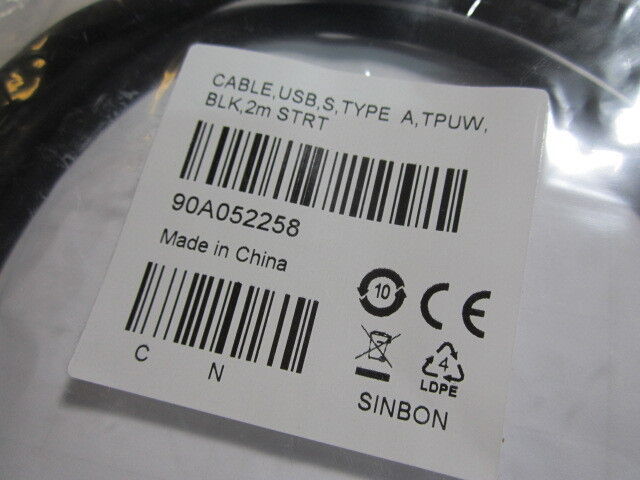 CABLE,USB,S,TYPE A,TPUW,
BLK,2m STRT
90A052258
Made in China
C N
10
CE
4
LDPE
SINBON